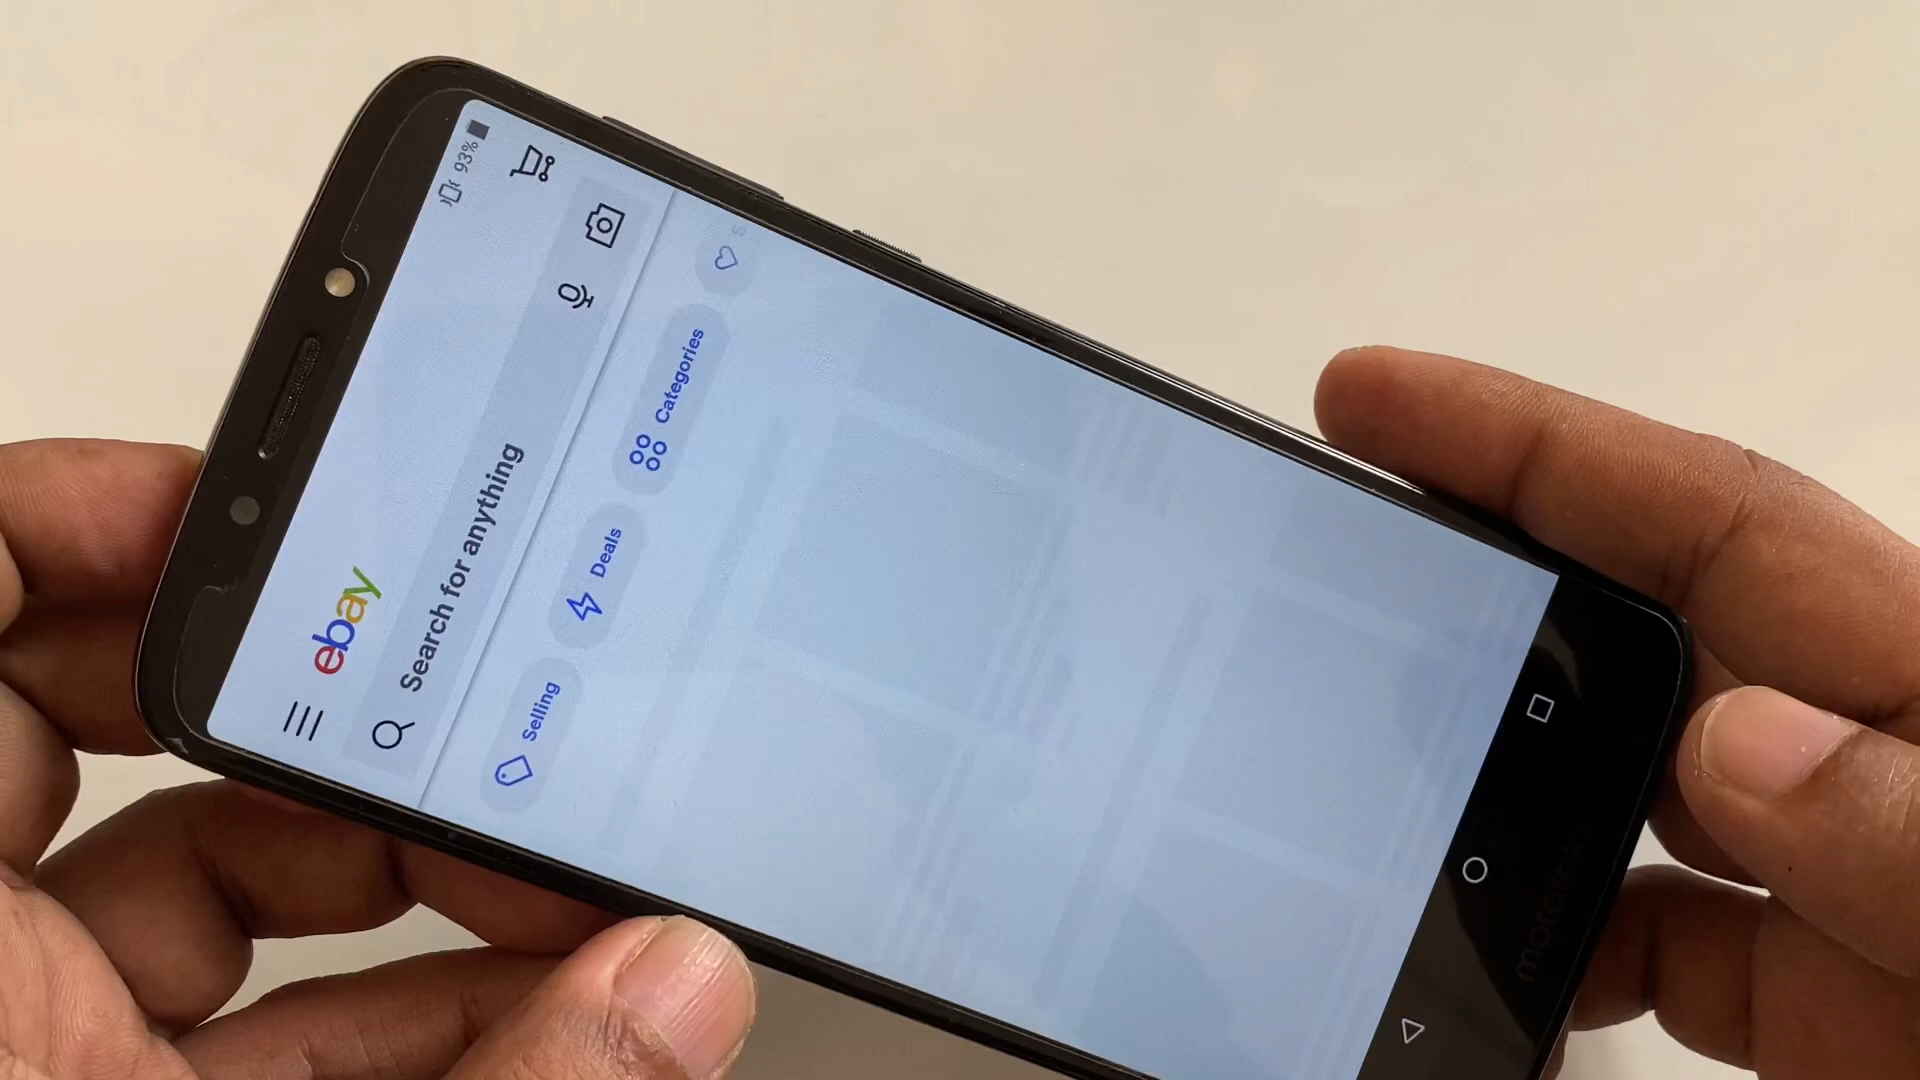 93%
ebay
Search for anything
Selling
Deals
Categories
motorola